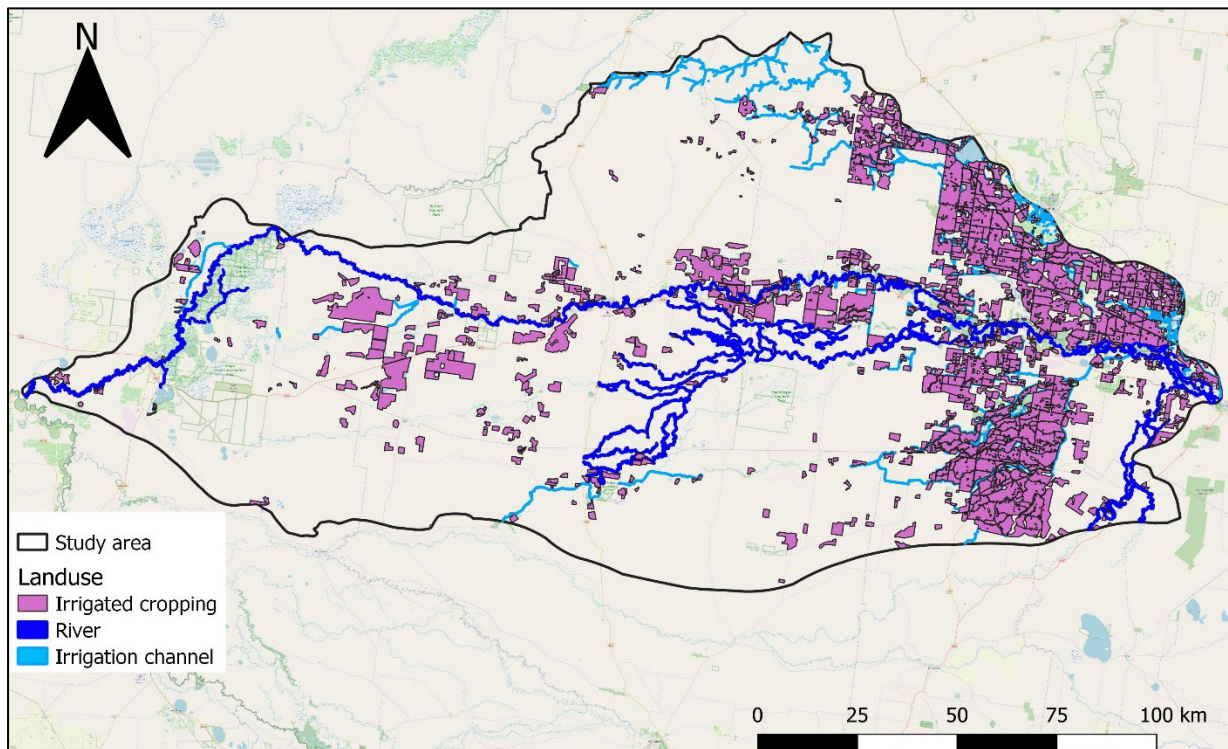 N
Study area
Landuse
Irrigated cropping
River
Irrigation channel
0 25 50 75 100 km